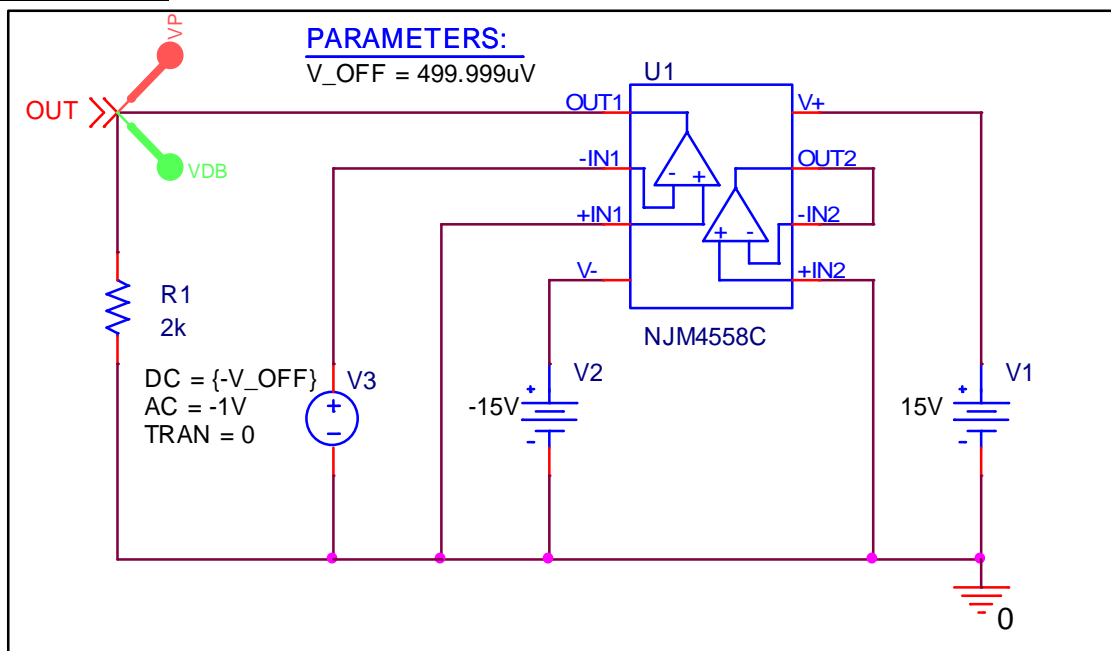 VP
PARAMETERS:
V_OFF = 499.999uV
U1
OUT
OUT1
V+
VDB
-IN1
OUT2
- +
+IN1
-IN2
+ -
V-
+IN2
R1
2k
NJM4558C
DC = {-V_OFF}
AC = -1V
TRAN = 0
V3
+
-
V2
-15V
+
-
V1
15V
+
-
0